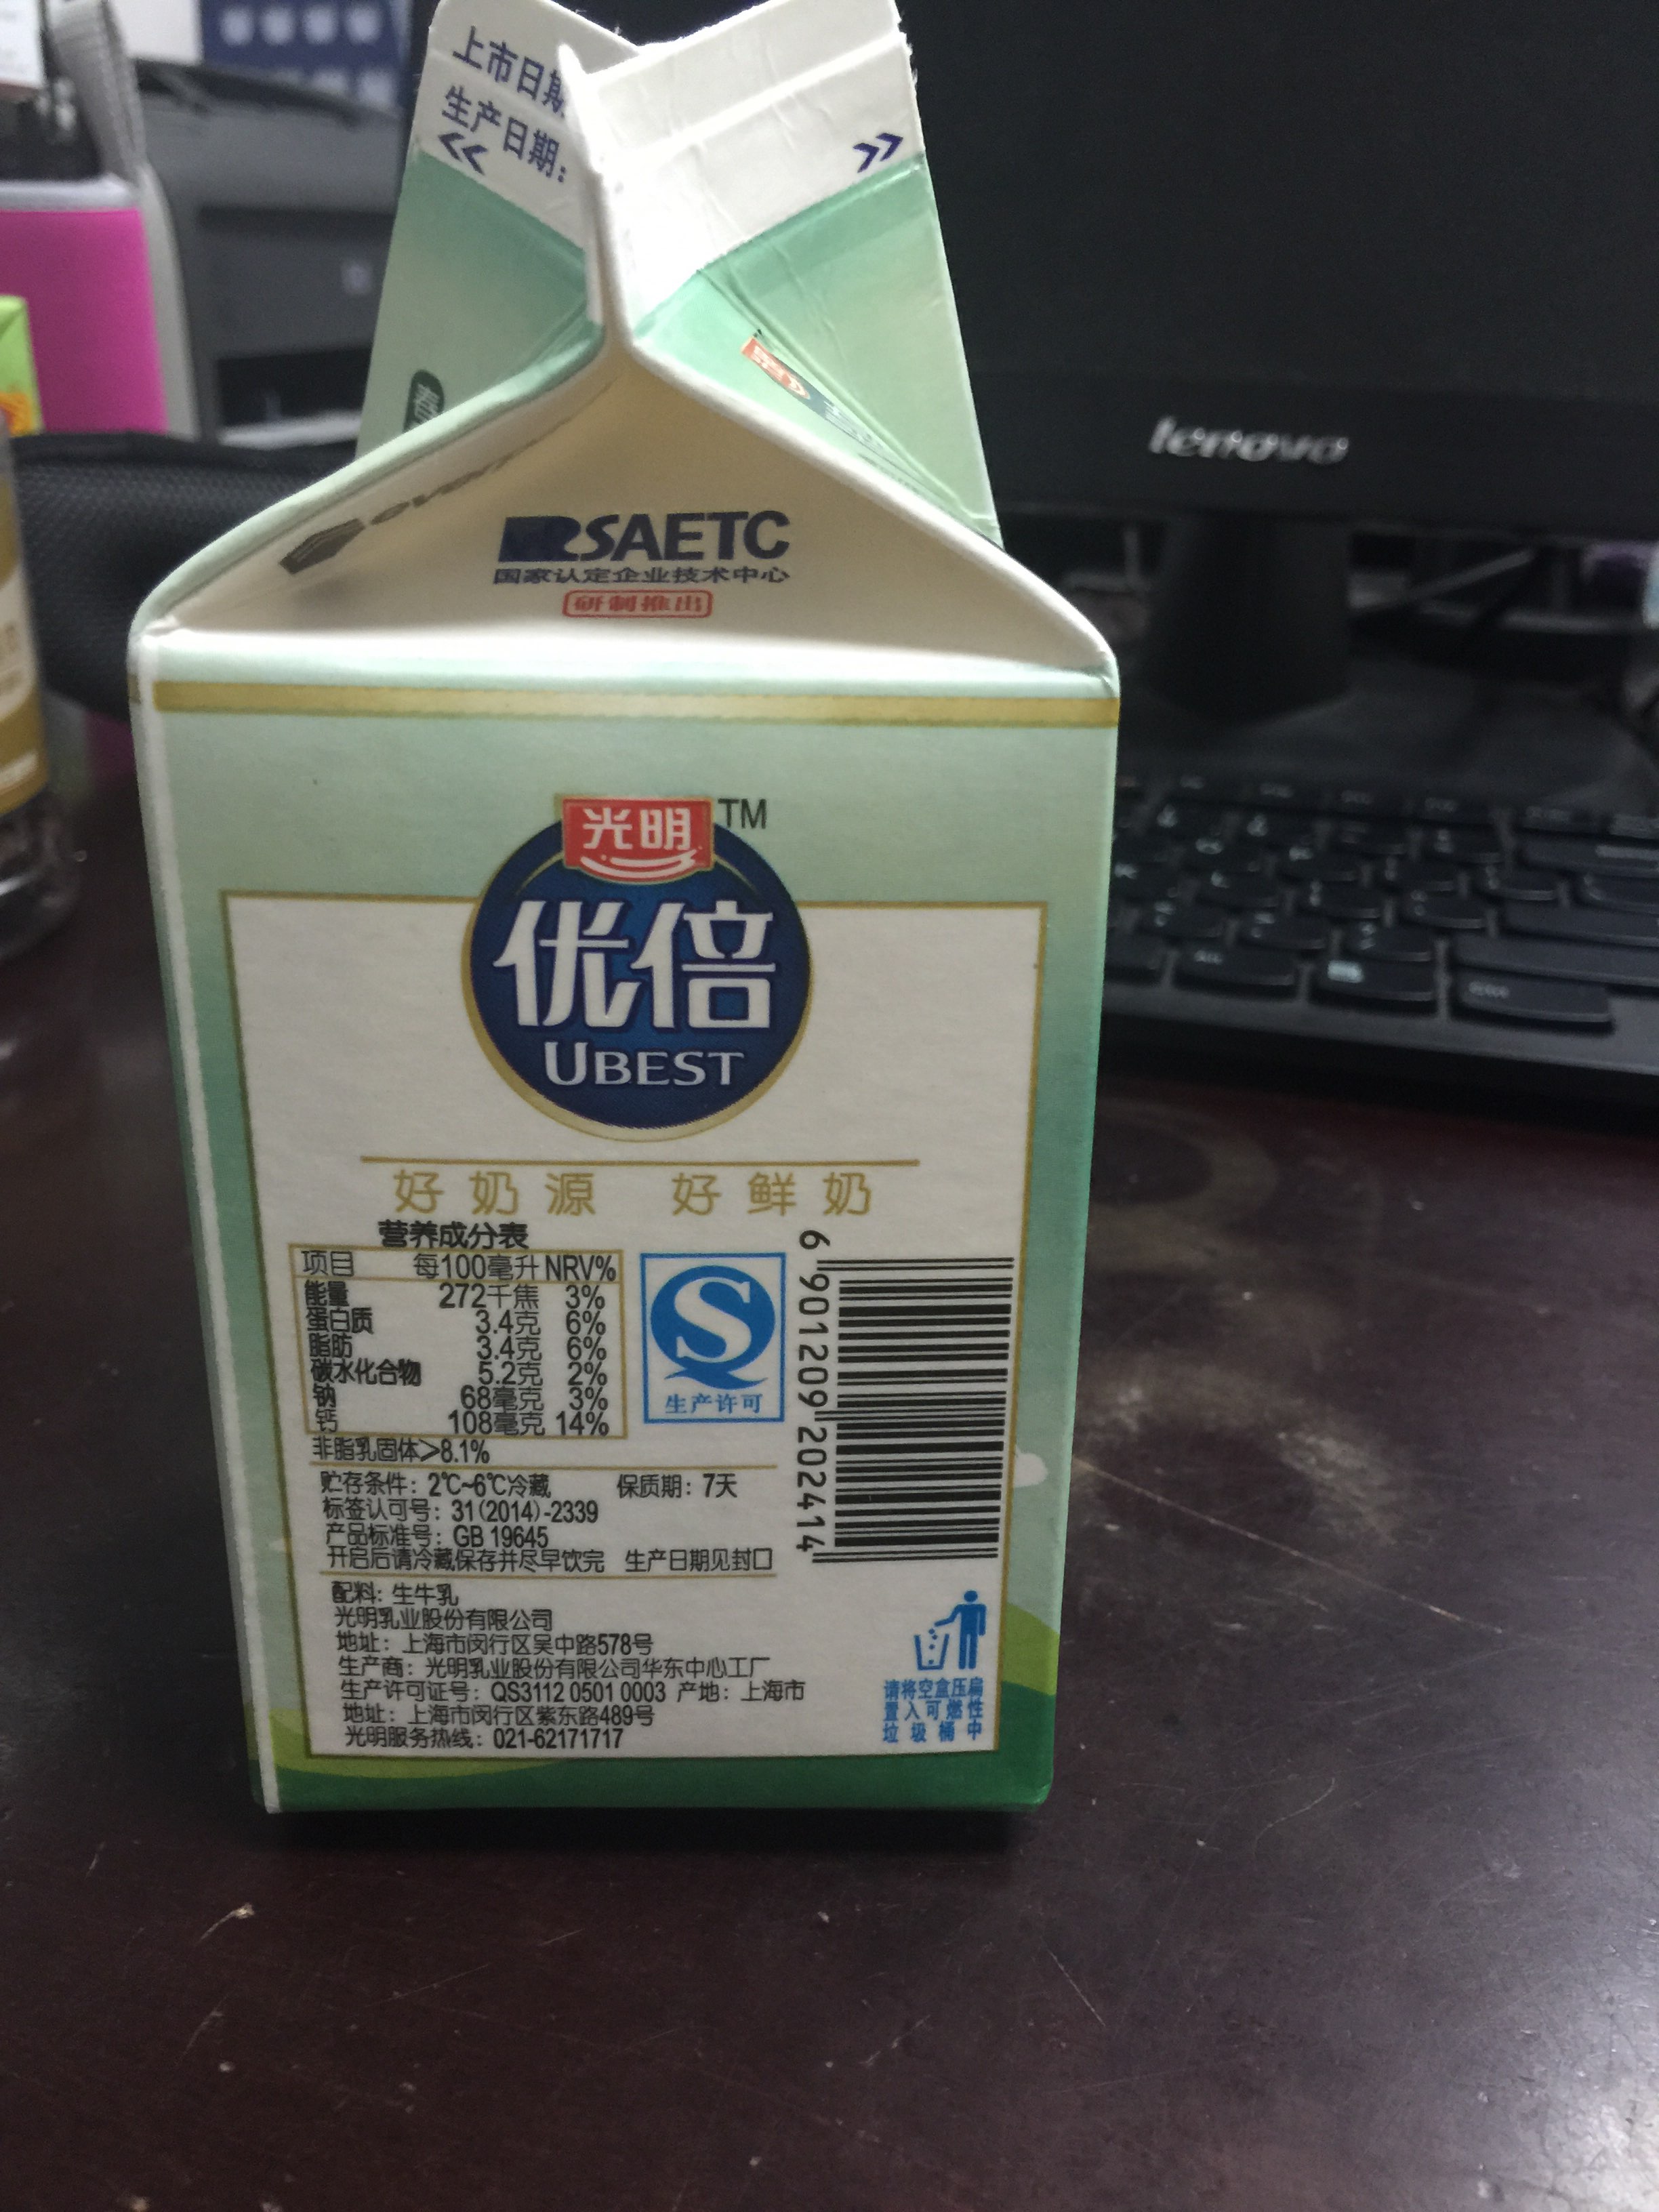 上市日期
生产日期:
春
SAETC
国家认定企业技术中心
研制推出
lenovo
光明 TM
优倍
UBEST
好奶源 好鲜奶
营养成分表
项目 每100毫升 NRV%
能量 272千焦 3%
蛋白质 3.4克 6%
脂肪 3.4克 6%
碳水化合物 5.2克 2%
钠 68毫克 3%
钙 108毫克 14%
非脂乳固体≥8.1%
S
生产许可
6 901209 202414
贮存条件: 2℃~6℃冷藏 保质期: 7天
标签认可号: 31(2014)-2339
产品标准号: GB 19645
开启后请冷藏保存并尽早饮完 生产日期见封口
配料: 生牛乳
光明乳业股份有限公司
地址: 上海市闵行区吴中路578号
生产商: 光明乳业股份有限公司华东中心工厂
生产许可证号: QS3112 0501 0003 产地: 上海市
地址: 上海市闵行区紫东路489号
光明服务热线: 021-62171717
请将空盒压扁
置入可燃性
垃圾桶中